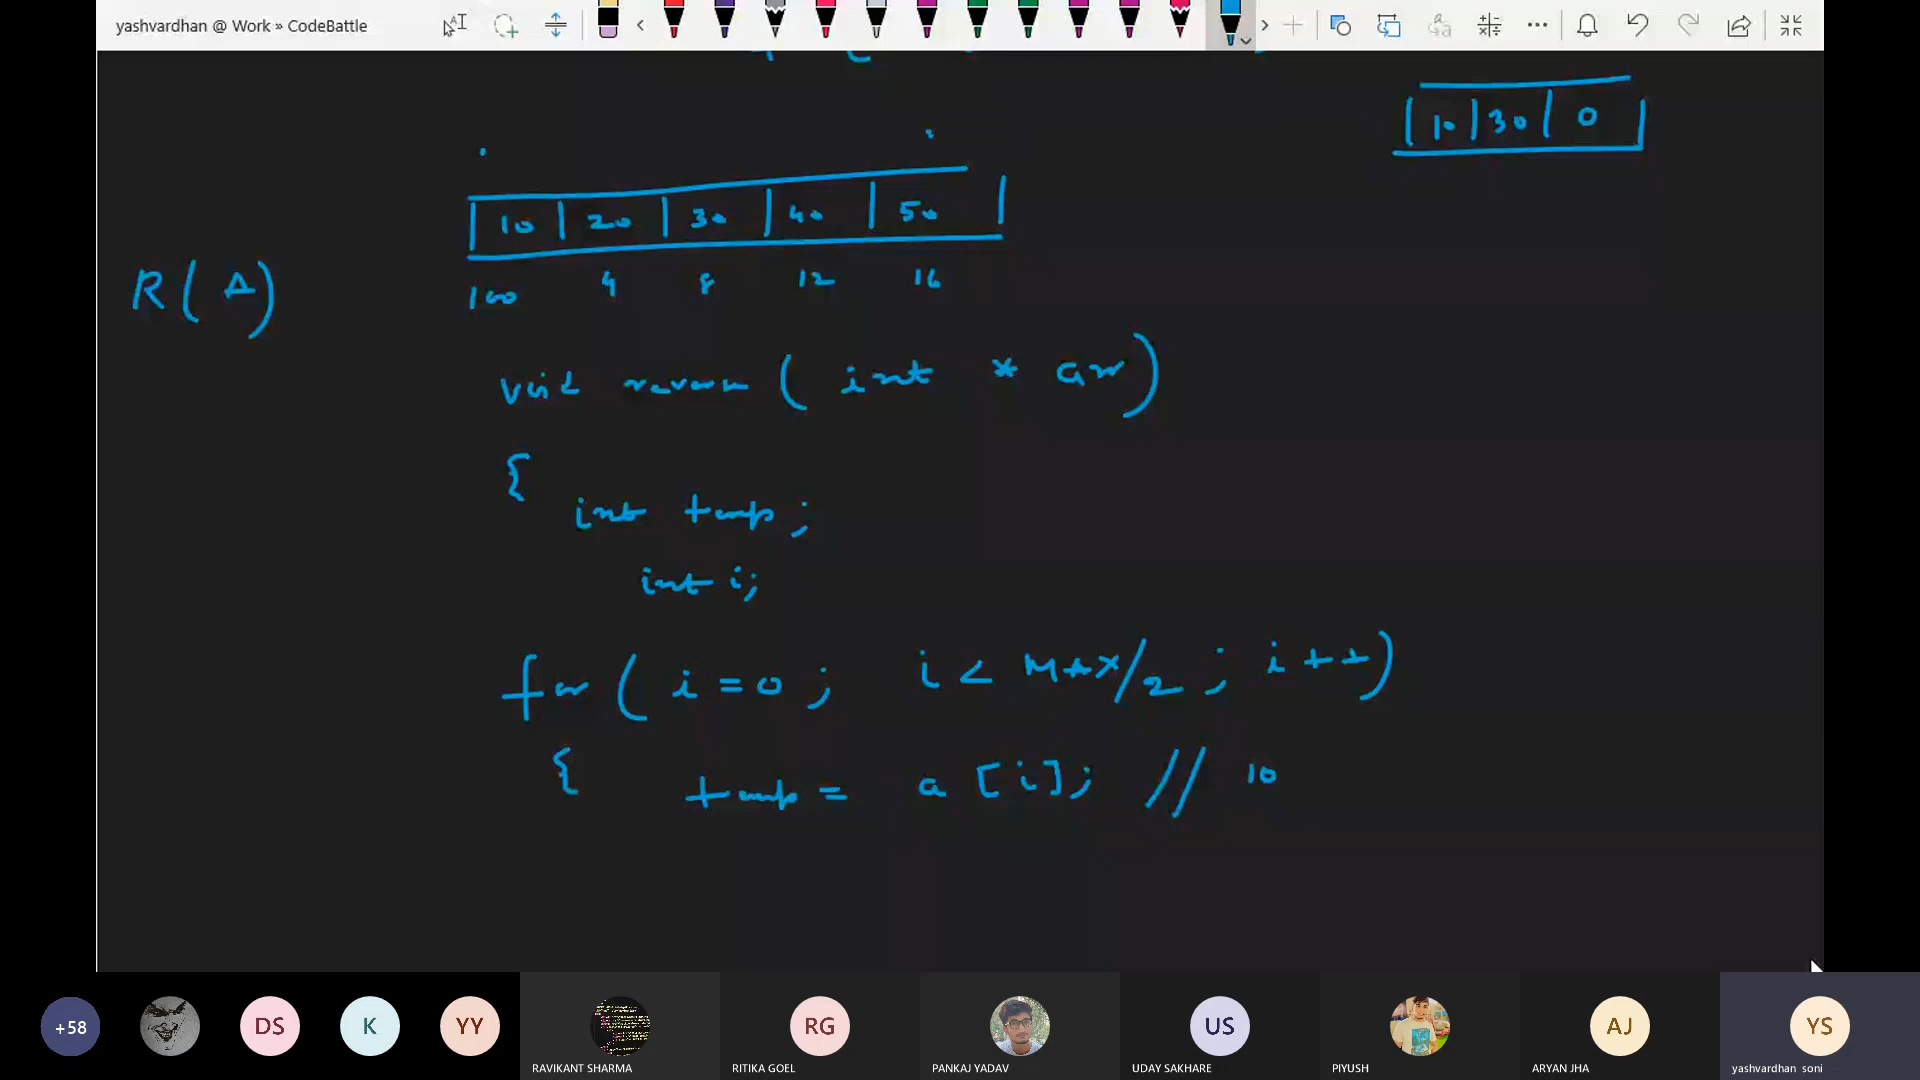 yashvardhan @ Work » CodeBattle
10 30 0
10 20 30 40 50
100 4 8 12 16
R( A )
void reverse ( int * arr )
{
int temp ;
int i;
for ( i = 0 ; i < MAX/2 ; i ++ )
{ temp = a [i]; // 10
+58
DS
K
YY
RG
US
AJ
YS
RAVIKANT SHARMA
RITIKA GOEL
PANKAJ YADAV
UDAY SAKHARE
PIYUSH
ARYAN JHA
yashvardhan soni